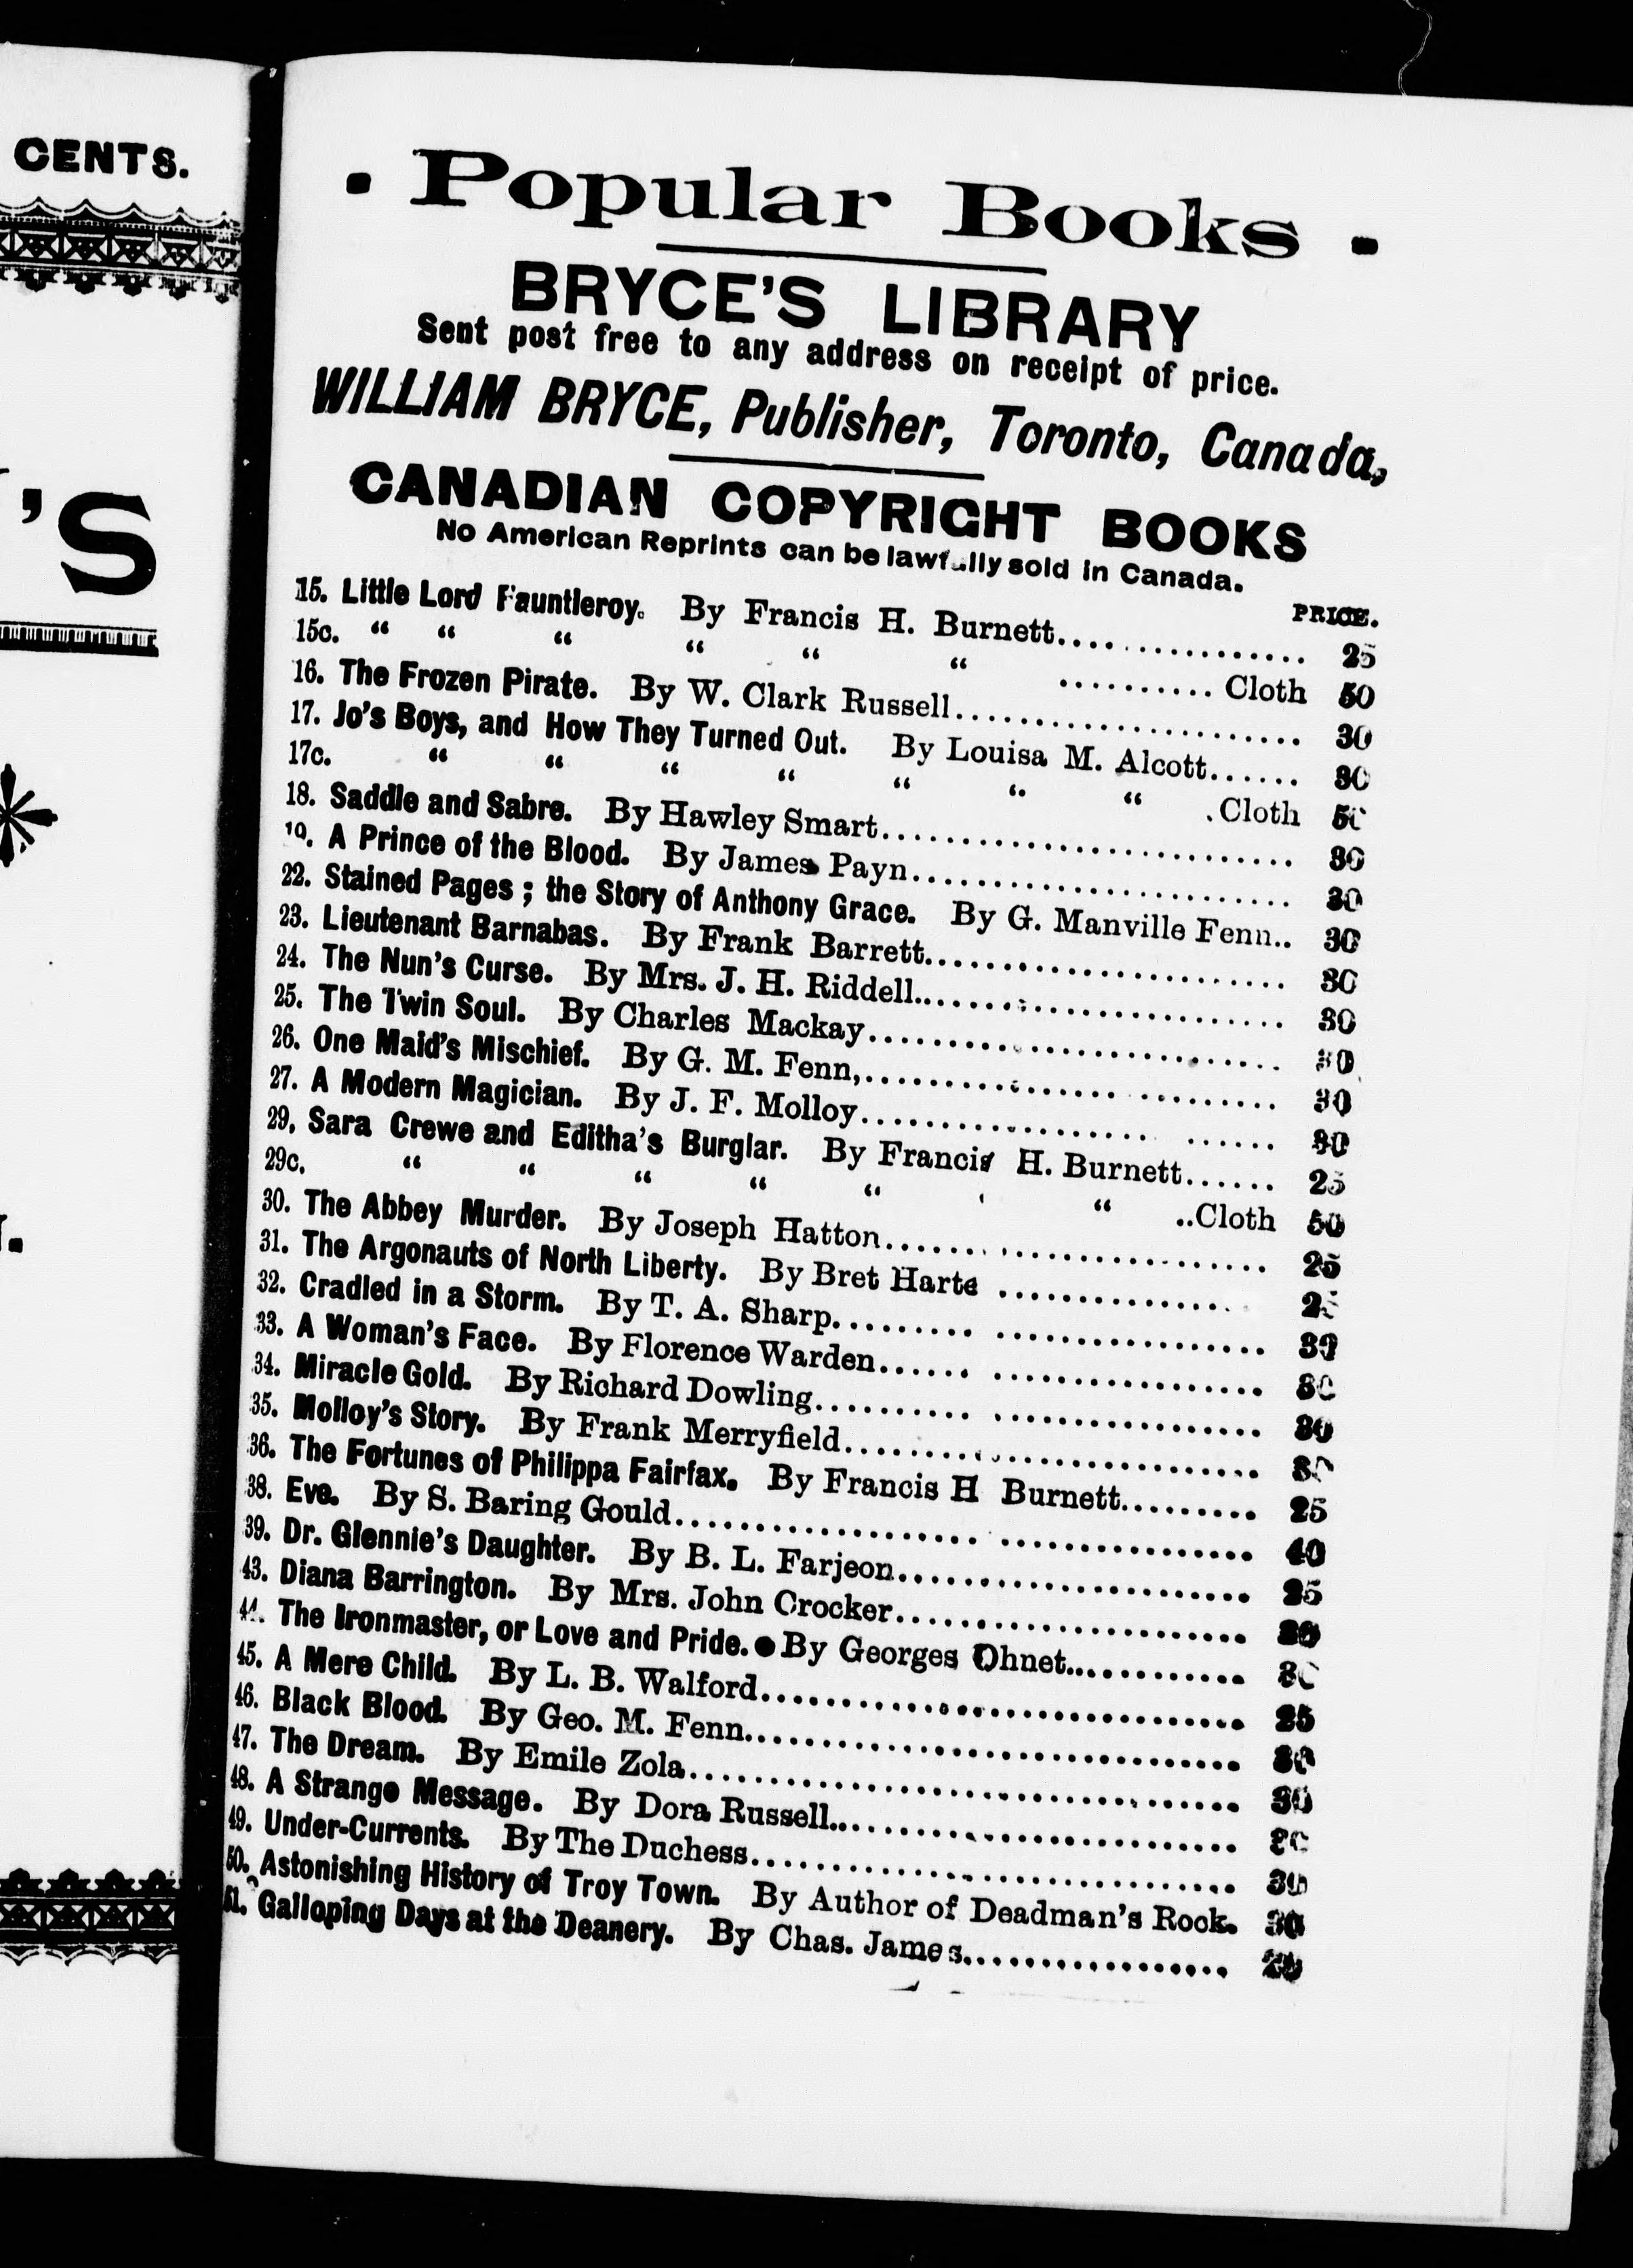 CENTS.
'S
• Popular Books •
BRYCE'S LIBRARY
Sent post free to any address on receipt of price.
WILLIAM BRYCE, Publisher, Toronto, Canada,
CANADIAN COPYRIGHT BOOKS
No American Reprints can be lawfully sold in Canada.
PRICE.
15. Little Lord Fauntleroy. By Francis H. Burnett.................. 25
15c. “ “ “ “ “ “ .......... Cloth 50
16. The Frozen Pirate. By W. Clark Russell........................ 30
17. Jo's Boys, and How They Turned Out. By Louisa M. Alcott...... 30
17c. “ “ “ “ “ “ “ .Cloth 50
18. Saddle and Sabre. By Hawley Smart............................ 30
19. A Prince of the Blood. By James Payn.......................... 30
22. Stained Pages ; the Story of Anthony Grace. By G. Manville Fenn.. 30
23. Lieutenant Barnabas. By Frank Barrett......................... 30
24. The Nun's Curse. By Mrs. J. H. Riddell......................... 30
25. The Twin Soul. By Charles Mackay............................. 30
26. One Maid's Mischief. By G. M. Fenn,........................... 30
27. A Modern Magician. By J. F. Molloy........................... 30
29. Sara Crewe and Editha's Burglar. By Francis H. Burnett...... 25
29c. “ “ “ “ “ ' “ ..Cloth 50
30. The Abbey Murder. By Joseph Hatton.......................... 25
31. The Argonauts of North Liberty. By Bret Harte ............... 25
32. Cradled in a Storm. By T. A. Sharp.......................... 30
33. A Woman's Face. By Florence Warden....................... 30
34. Miracle Gold. By Richard Dowling........................... 30
35. Molloy's Story. By Frank Merryfield........................... 30
36. The Fortunes of Philippa Fairfax. By Francis H Burnett......... 25
38. Eve. By S. Baring Gould.................................... 40
39. Dr. Glennie's Daughter. By B. L. Farjeon........................ 25
43. Diana Barrington. By Mrs. John Crocker........................ 30
44. The Ironmaster, or Love and Pride. By Georges Ohnet............ 30
45. A Mere Child. By L. B. Walford................................ 25
46. Black Blood. By Geo. M. Fenn................................. 30
47. The Dream. By Emile Zola.................................... 30
48. A Strange Message. By Dora Russell........................... 30
49. Under-Currents. By The Duchess............................... 30
50. Astonishing History of Troy Town. By Author of Deadman's Rock. 30
51. Galloping Days at the Deanery. By Chas. James.................